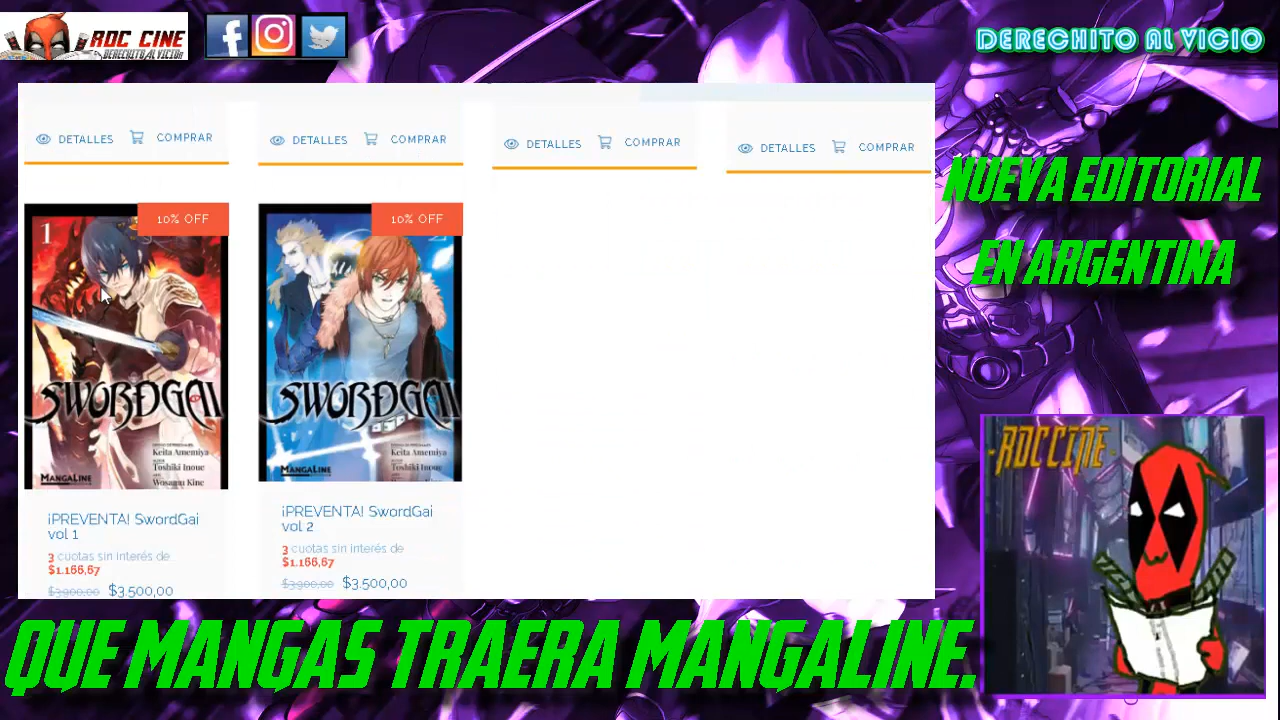 ROC CINE
DERECHITO AL VICIO
DERECHITO AL VICIO
DETALLES COMPRAR
DETALLES COMPRAR
DETALLES COMPRAR
DETALLES COMPRAR
NUEVA EDITORIAL
EN ARGENTINA
10% OFF
1
SWORDGAI
Keita Amemiya
Toshiki Inoue
MANGALINE
Wosamu Kine
10% OFF
SWORDGAI
Keita Amemiya
MANGALINE
Toshiki Inoue
¡PREVENTA! SwordGai
vol 1
3 cuotas sin interés de
$1.166,67
$3.900,00 $3.500,00
¡PREVENTA! SwordGai
vol 2
3 cuotas sin interés de
$1.166,67
$3.900,00 $3.500,00
-ROCCINE-
QUE MANGAS TRAERA MANGALINE.